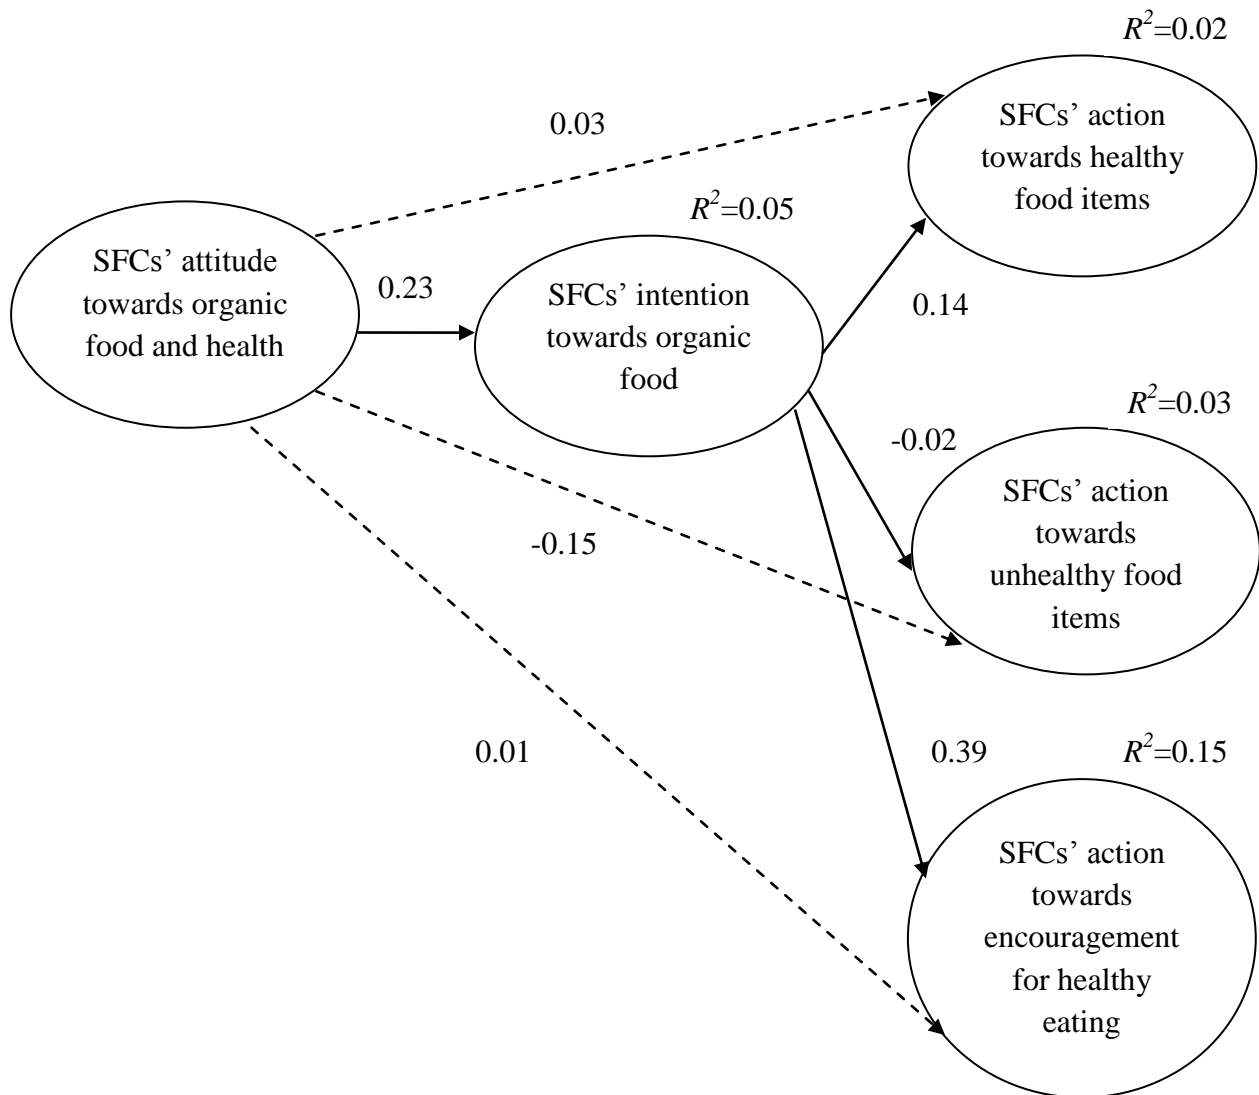 R²=0.02
SFCs’ action
towards healthy
food items
0.03
R²=0.05
SFCs’ attitude
towards organic
food and health
0.23
SFCs’ intention
towards organic
food
0.14
R²=0.03
-0.02
SFCs’ action
towards
unhealthy food
items
-0.15
0.01
0.39
R²=0.15
SFCs’ action
towards
encouragement
for healthy
eating